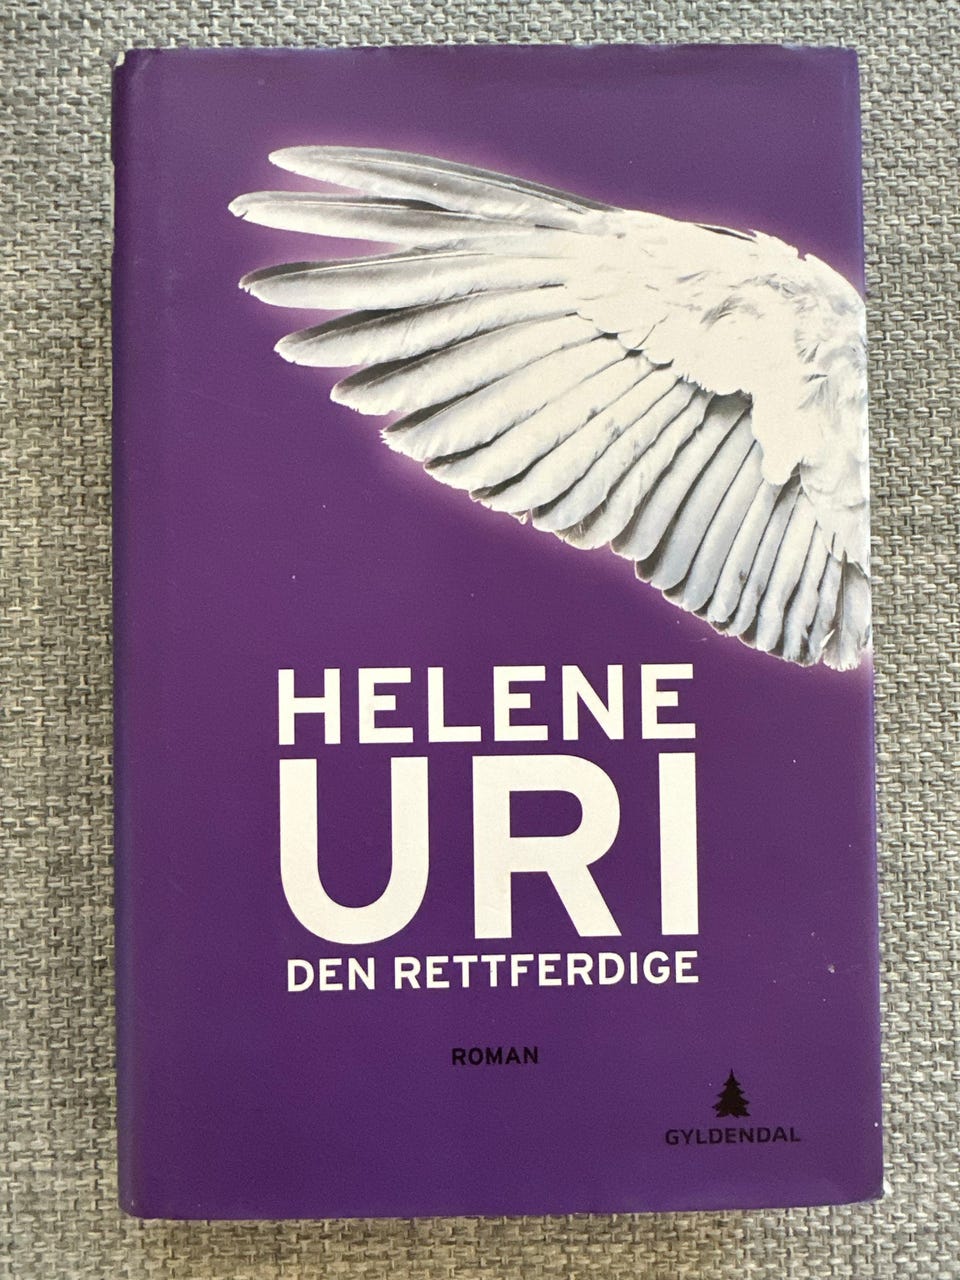 HELENE
URI
DEN RETTFERDIGE
ROMAN
GYLDENDAL